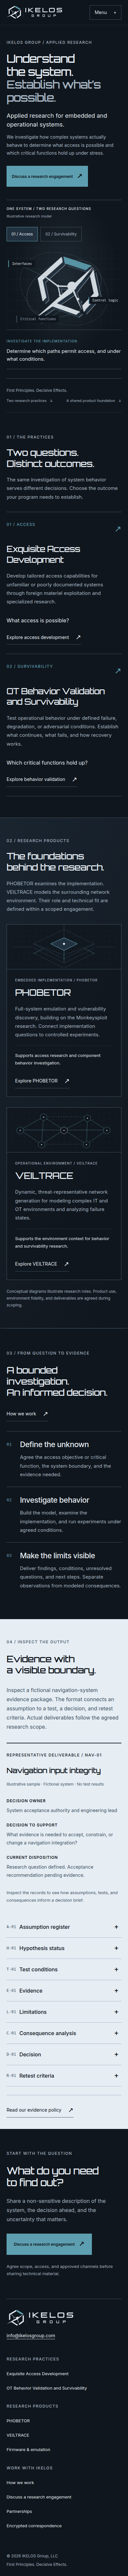 IKELOS
GROUP
Menu
IKELOS GROUP / APPLIED RESEARCH
Understand
the system.
Establish what's
possible.
Applied research for embedded and
operational systems.
We investigate how complex systems actually
behave to determine what access is possible and
which critical functions hold up under stress.
Discuss a research engagement ↗
ONE SYSTEM / TWO RESEARCH QUESTIONS
Illustrative research model
01 / Access
02 / Survivability
Interfaces
Control logic
Critical functions
INVESTIGATE THE IMPLEMENTATION
Determine which paths permit access, and under
what conditions.
First Principles. Decisive Effects.
Two research practices
A shared product foundation
01 / THE PRACTICES
Two questions.
Distinct outcomes.
The same investigation of system behavior
serves different decisions. Choose the outcome
your program needs to establish.
01 / ACCESS
↗
Exquisite Access
Development
Develop tailored access capabilities for
proprietary or poorly documented systems
through foreign material exploitation and
specialized research.
What access is possible?
Explore access development ↗
02 / SURVIVABILITY
↗
OT Behavior Validation
and Survivability
Test operational behavior under defined failure,
disruption, or adversarial conditions. Establish
what continues, what fails, and how recovery
works.
Which critical functions hold up?
Explore behavior validation ↗
02 / RESEARCH PRODUCTS
The foundations
behind the research.
PHOBETOR examines the implementation.
VEILTRACE models the surrounding network
environment. Their role and technical fit are
defined within a scoped engagement.
EMBEDDED IMPLEMENTATION / PHOBETOR
PHOBETOR
Full-system emulation and vulnerability
discovery, building on the Monkeysystick
research. Connect implementation
questions to controlled experiments.
Supports access research and component
behavior investigation.
Explore PHOBETOR ↗
OPERATIONAL ENVIRONMENT / VEILTRACE
VEILTRACE
Dynamic, threat-representative network
generation for modeling complex IT and
OT environments and analyzing failure
states.
Supports the environment context for behavior
and survivability research.
Explore VEILTRACE ↗
Conceptual diagrams illustrate research roles. Product use,
environment fidelity, and deliverables are agreed during
scoping.
03 / FROM QUESTION TO EVIDENCE
A bounded
investigation.
An informed decision.
How we work ↗
01 Define the unknown
Agree the access objective or critical
function, the system boundary, and the
evidence needed.
02 Investigate behavior
Build the model, examine the
implementation, and run experiments under
agreed conditions.
03 Make the limits visible
Deliver findings, conditions, unresolved
questions, and next steps. Separate
observations from modeled consequences.
04 / INSPECT THE OUTPUT
Evidence with
a visible boundary.
Inspect a fictional navigation-system
evidence package. The format connects an
assumption to a test, a decision, and retest
criteria. Actual deliverables follow the agreed
research scope.
REPRESENTATIVE DELIVERABLE / NAV-01
Navigation input integrity
Illustrative sample · Fictional system · No test results
DECISION OWNER
System acceptance authority and engineering lead
DECISION TO SUPPORT
What evidence is needed to accept, constrain, or
change a navigation integration?
CURRENT DISPOSITION
Research question defined. Acceptance
recommendation pending evidence.
Inspect the records to see how assumptions, tests, and
consequences inform a decision brief.
A-01 Assumption register +
H-01 Hypothesis status +
T-01 Test conditions +
E-01 Evidence +
L-01 Limitations +
C-01 Consequence analysis +
D-01 Decision +
R-01 Retest criteria +
Read our evidence policy ↗
START WITH THE QUESTION
What do you need
to find out?
Share a non-sensitive description of the
system, the decision ahead, and the
uncertainty that matters.
Discuss a research engagement ↗
Agree scope, access, and approved channels before
sharing technical material.
IKELOS
GROUP
info@ikelosgroup.com
RESEARCH PRACTICES
Exquisite Access Development
OT Behavior Validation and Survivability
RESEARCH PRODUCTS
PHOBETOR
VEILTRACE
Firmware & emulation
WORK WITH IKELOS
How we work
Discuss a research engagement
Partnerships
Encrypted correspondence
© 2026 IKELOS Group, LLC
First Principles. Decisive Effects.